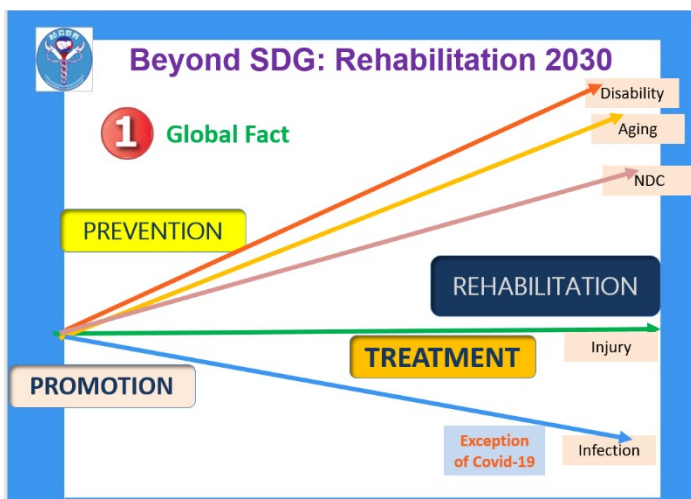 Beyond SDG: Rehabilitation 2030
1
Global Fact
Disability
Aging
NDC
PREVENTION
REHABILITATION
TREATMENT
Injury
PROMOTION
Exception
of Covid-19
Infection